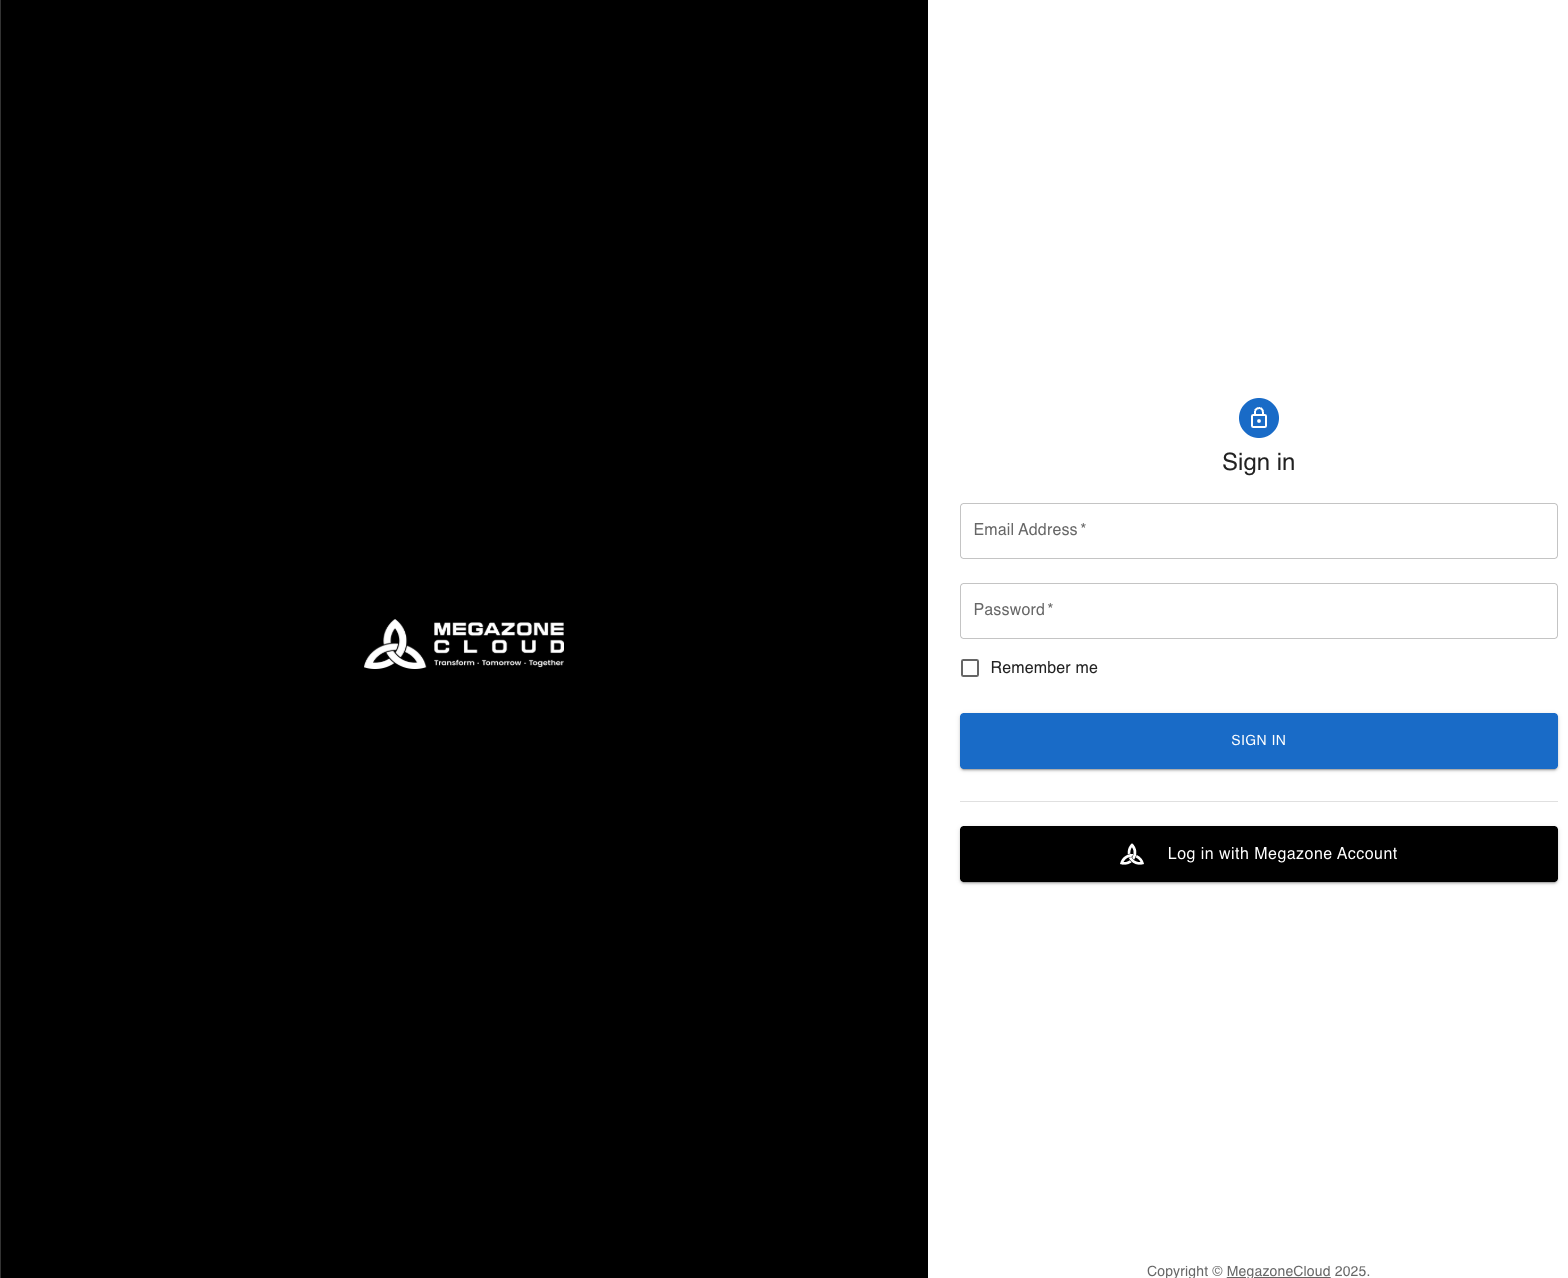 MEGAZONE
CLOUD
Transform · Tomorrow · Together
Sign in
Email Address *
Password *
Remember me
SIGN IN
Log in with Megazone Account
Copyright © MegazoneCloud 2025.